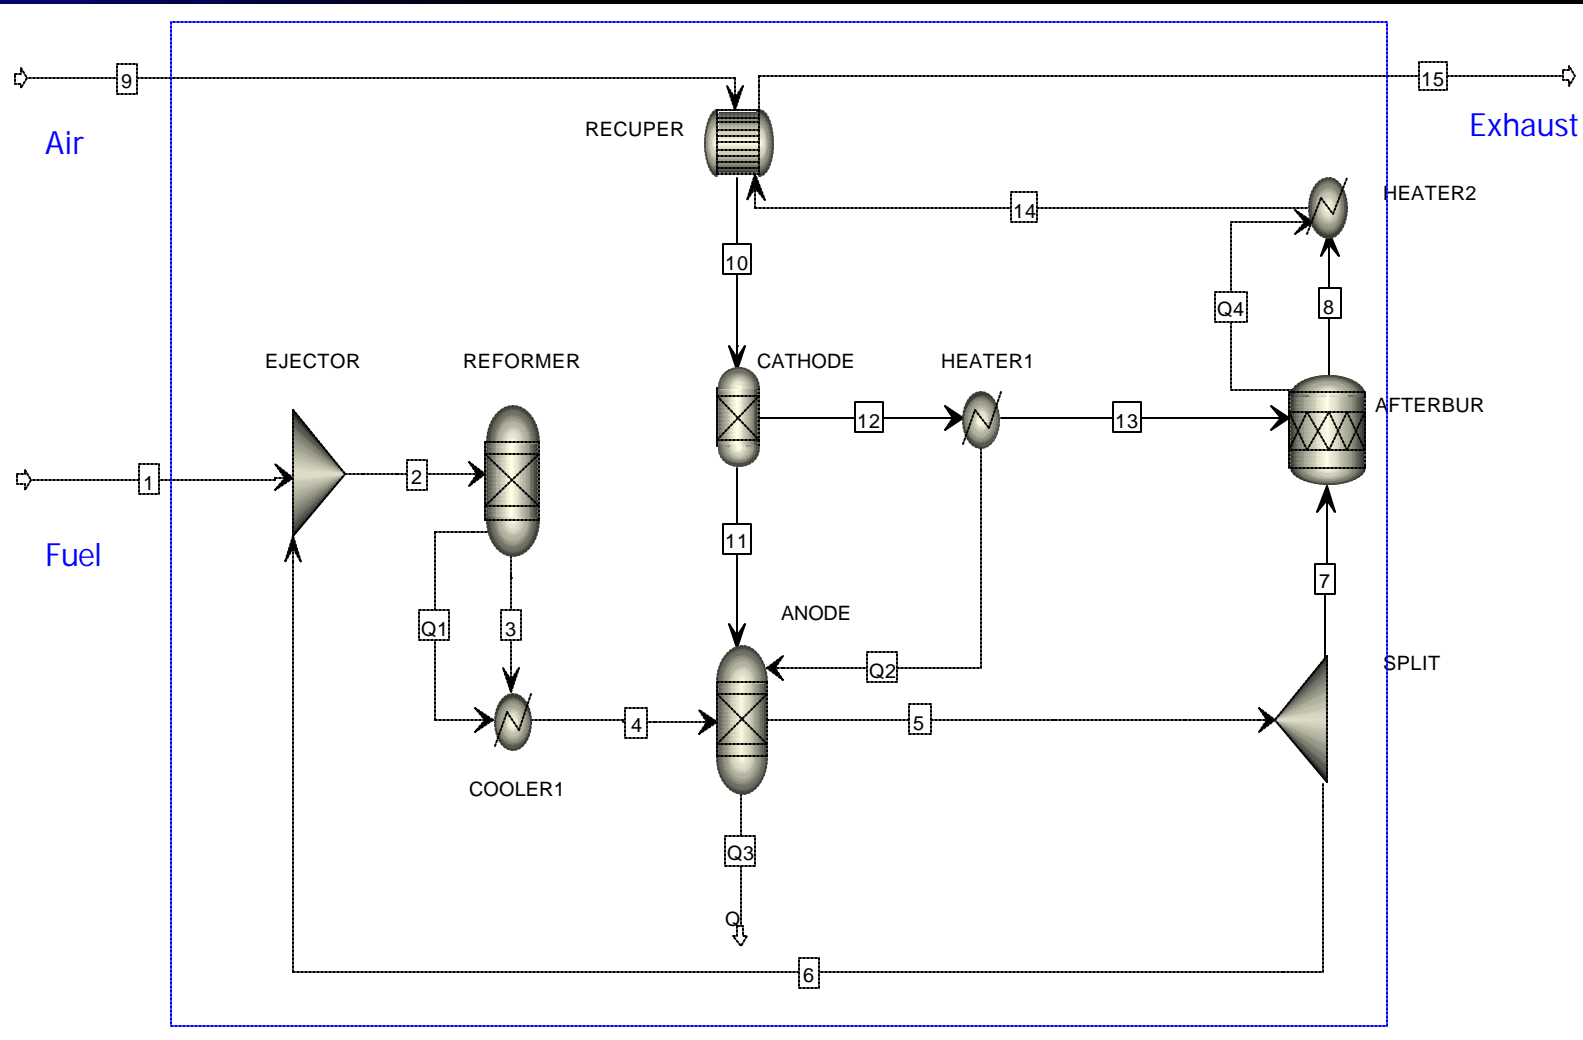 9
15
Air
RECUPER
Exhaust
HEATER2
14
10
Q4
8
EJECTOR
REFORMER
CATHODE
HEATER1
AFTERBUR
12
13
1
2
11
Fuel
7
Q1
3
ANODE
Q2
SPLIT
4
5
COOLER1
Q3
Q
6